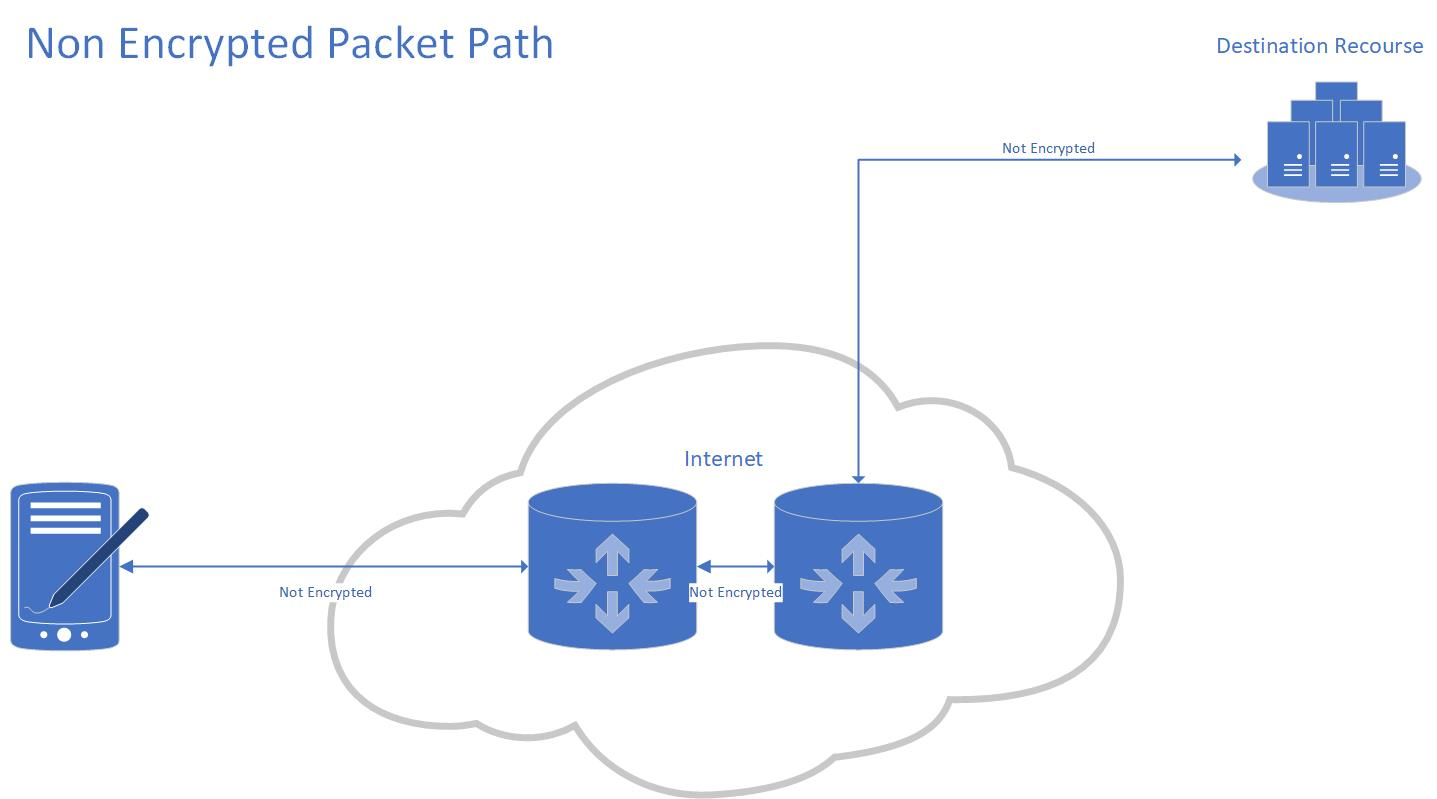 Non Encrypted Packet Path
Destination Recourse
Not Encrypted
Internet
Not Encrypted
Not Encrypted